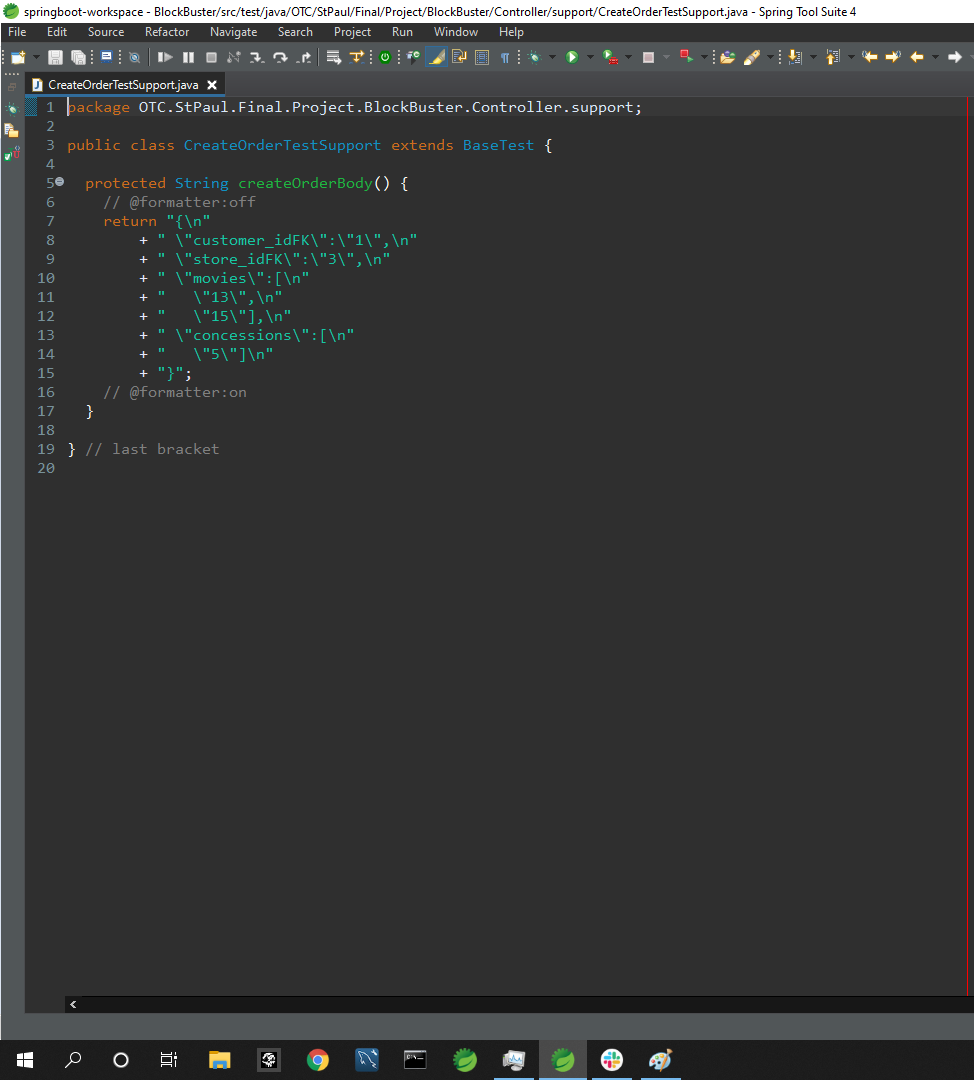 springboot-workspace - BlockBuster/src/test/java/OTC/StPaul/Final/Project/BlockBuster/Controller/support/CreateOrderTestSupport.java - Spring Tool Suite 4
File Edit Source Refactor Navigate Search Project Run Window Help
CreateOrderTestSupport.java
1 package OTC.StPaul.Final.Project.BlockBuster.Controller.support;
2
3 public class CreateOrderTestSupport extends BaseTest {
4
5 protected String createOrderBody() {
6 // @formatter:off
7 return "{\n"
8 + " \"customer_idFK\":\"1\",\n"
9 + " \"store_idFK\":\"3\",\n"
10 + " \"movies\":[\n"
11 + "   \"13\",\n"
12 + "   \"15\"],\n"
13 + " \"concessions\":[\n"
14 + "   \"5\"]\n"
15 + "}";
16 // @formatter:on
17 }
18
19 } // last bracket
20